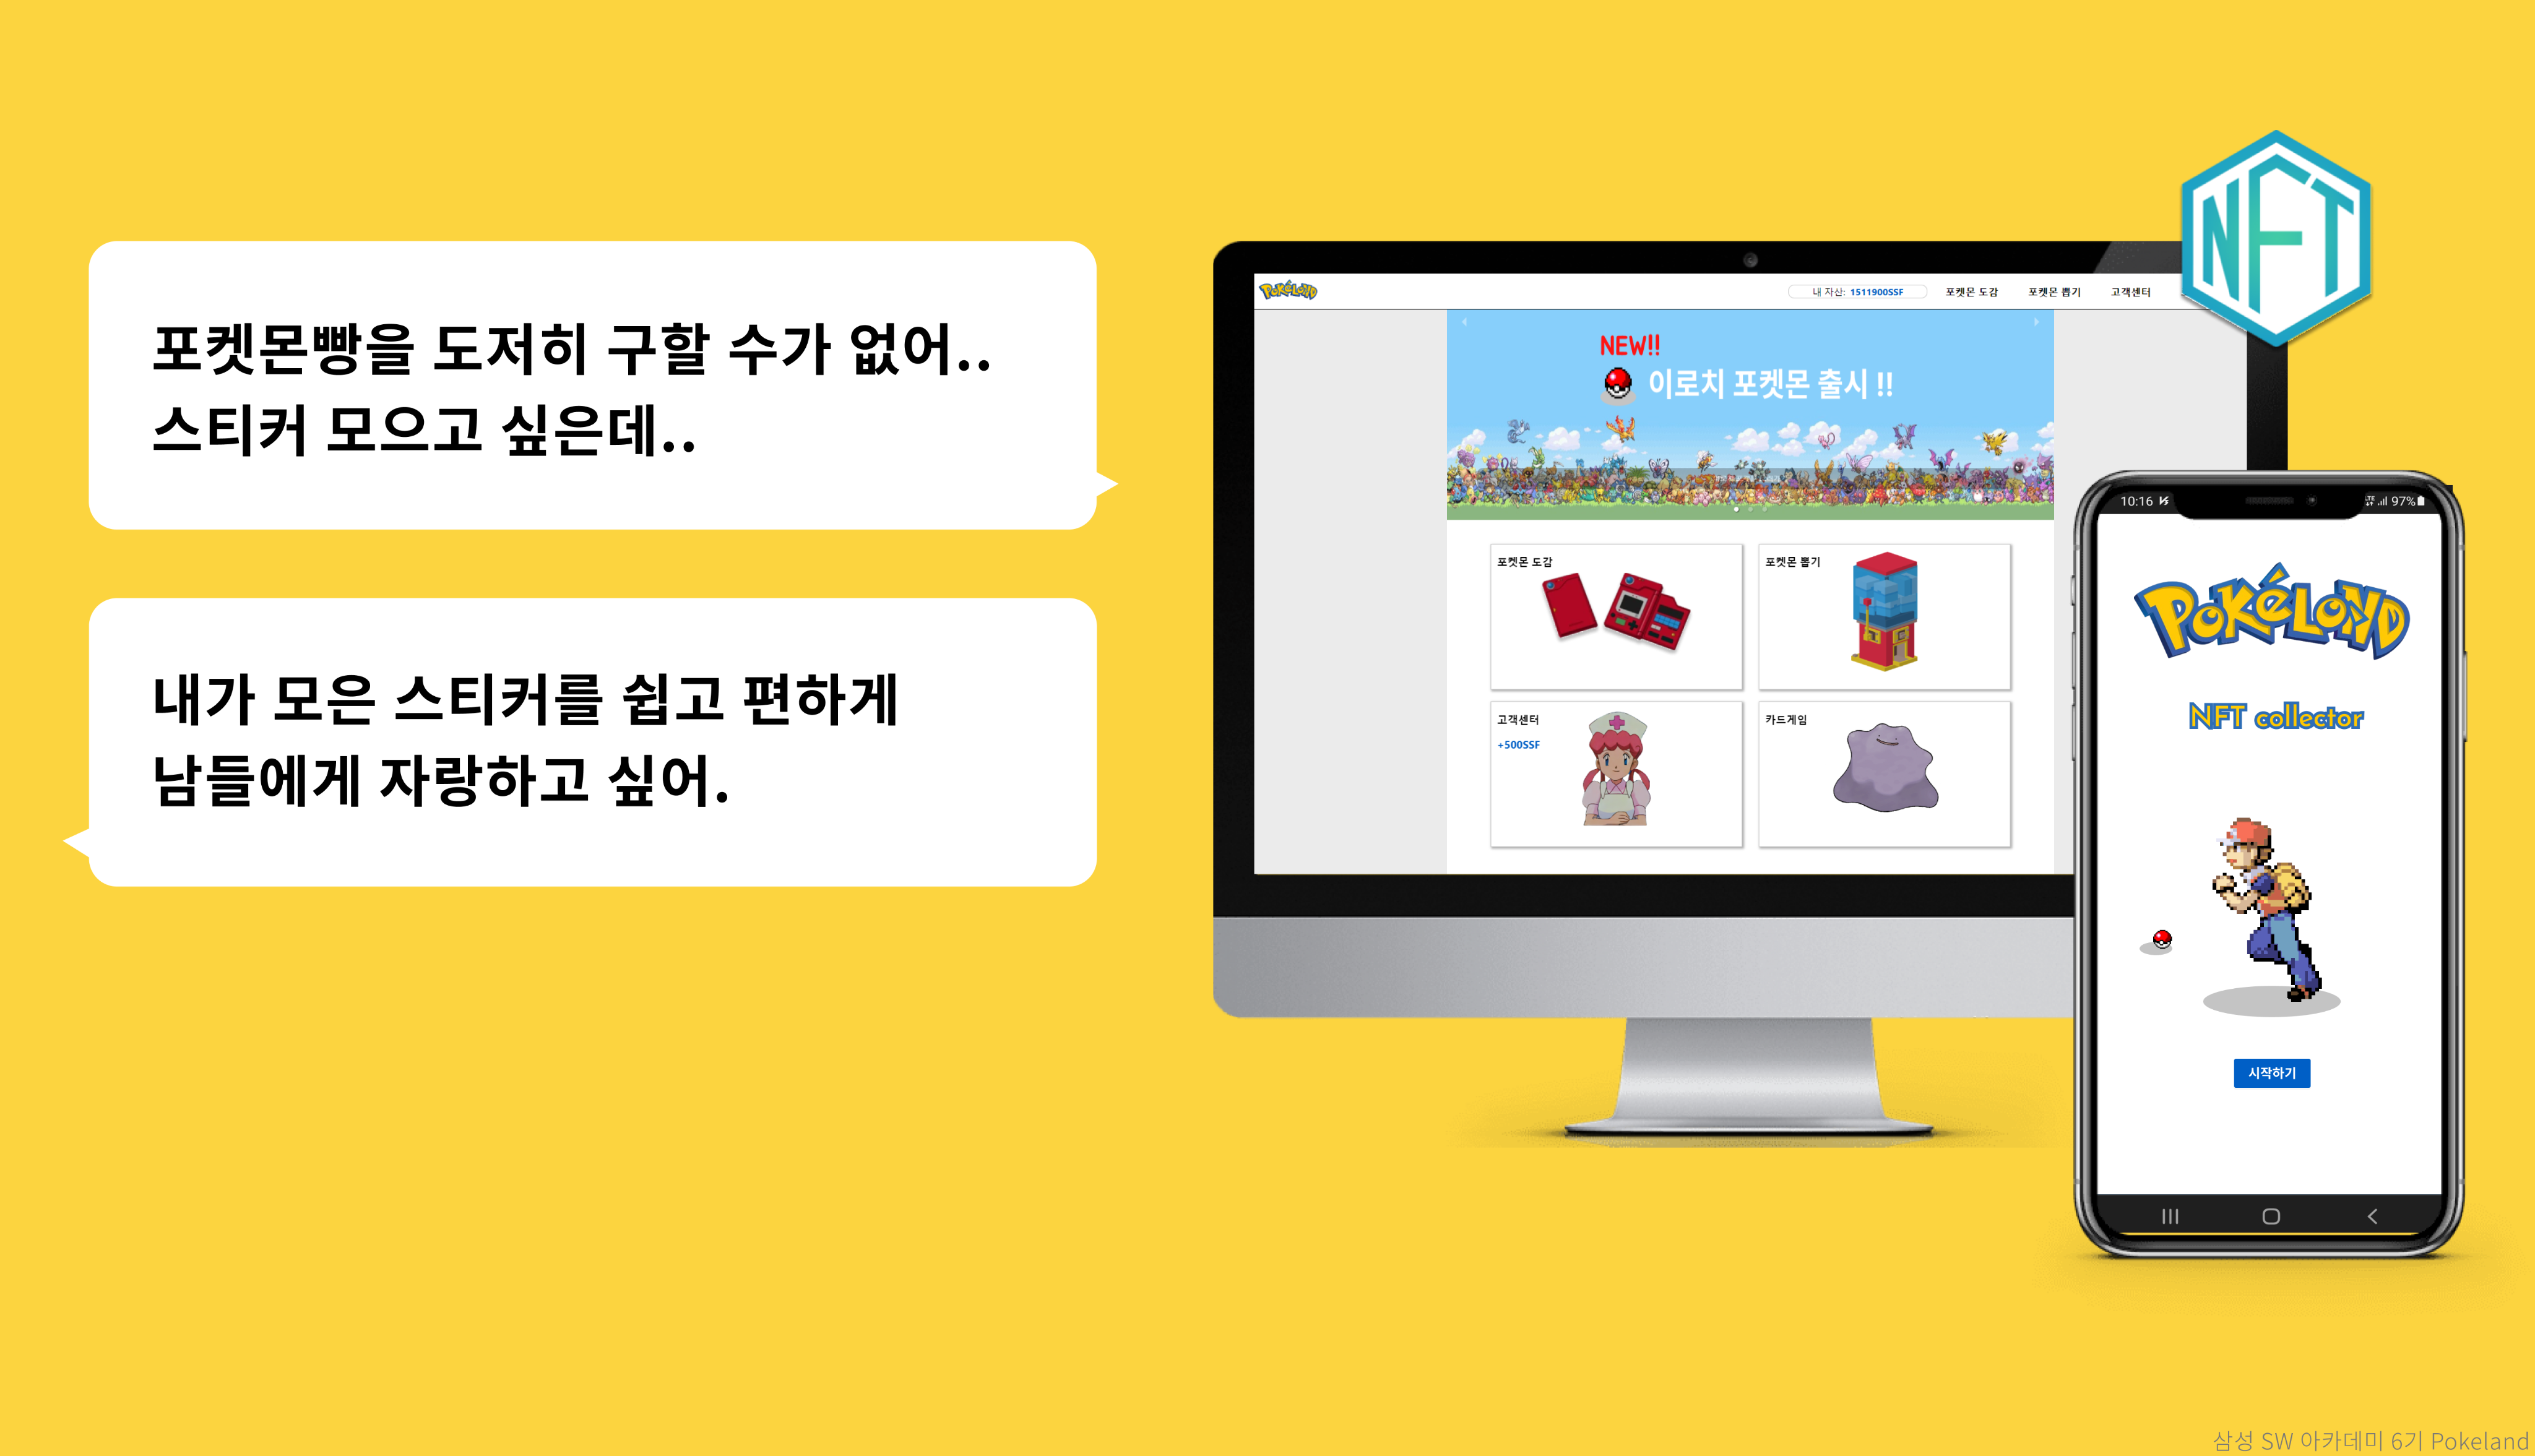 포켓몬빵을 도저히 구할 수가 없어..
스티커 모으고 싶은데..
내가 모은 스티커를 쉽고 편하게
남들에게 자랑하고 싶어.
NFT
POKéLAND
내 자산: 1511900SSF
포켓몬 도감
포켓몬 뽑기
고객센터
NEW!!
이로치 포켓몬 출시 !!
포켓몬 도감
포켓몬 뽑기
고객센터
+500SSF
카드게임
10:16
LTE 97%
POKéLAND
NFT collector
시작하기
삼성 SW 아카데미 6기 Pokeland